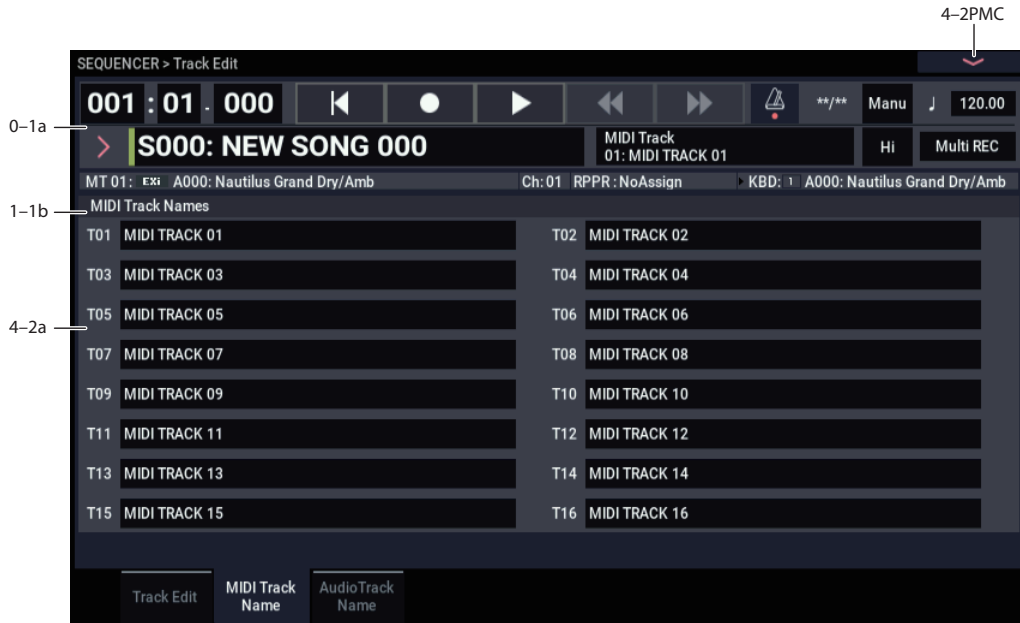 4–2PMC
SEQUENCER > Track Edit
001 : 01 . 000 **/** Manu ♩ 120.00
0–1a
S000: NEW SONG 000
MIDI Track
01: MIDI TRACK 01
Hi
Multi REC
MT 01: EXi A000: Nautilus Grand Dry/Amb Ch: 01 RPPR : NoAssign KBD: 1 A000: Nautilus Grand Dry/Amb
1–1b
MIDI Track Names
T01 MIDI TRACK 01 T02 MIDI TRACK 02
T03 MIDI TRACK 03 T04 MIDI TRACK 04
T05 MIDI TRACK 05 T06 MIDI TRACK 06
4–2a
T07 MIDI TRACK 07 T08 MIDI TRACK 08
T09 MIDI TRACK 09 T10 MIDI TRACK 10
T11 MIDI TRACK 11 T12 MIDI TRACK 12
T13 MIDI TRACK 13 T14 MIDI TRACK 14
T15 MIDI TRACK 15 T16 MIDI TRACK 16
Track Edit
MIDI Track
Name
AudioTrack
Name